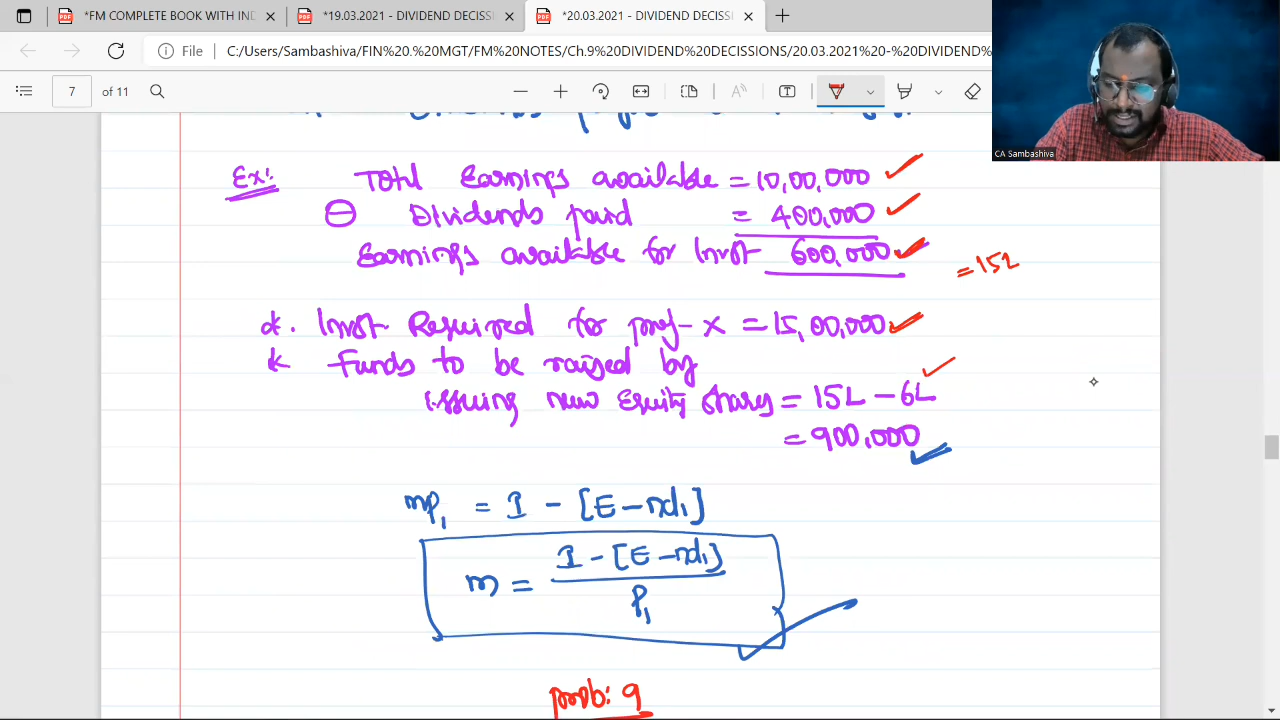 *FM COMPLETE BOOK WITH IND
*19.03.2021 - DIVIDEND DECISS
*20.03.2021 - DIVIDEND DECISS
File
C:/Users/Sambashiva/FIN%20.%20MGT/FM%20NOTES/Ch.9%20DIVIDEND%20DECISSIONS/20.03.2021%20-%20DIVIDEND%
7 of 11
CA Sambashiva
Ex:
Total Earnings available = 10,00,000
⊖ Dividends paid = 400,000
Earnings available for Invst 600,000
= 15L
*. Invst Required for proj-X = 15,00,000
* Funds to be raised by
issuing new Equity shares = 15L - 6L
= 900,000
mp₁ = I - [E - nd₁]
m = I - [E - nd₁]
P₁
prob: 9